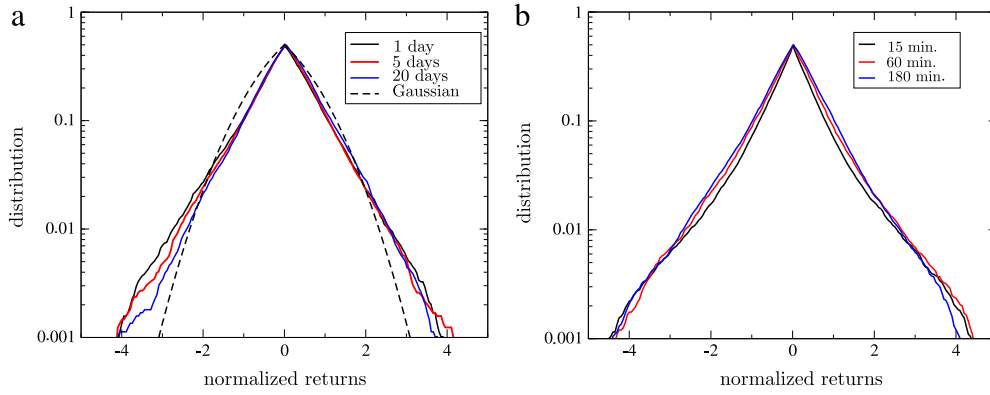 a
1
0.1
0.01
0.001
distribution
-4
-2
0
2
4
normalized returns
1 day
5 days
20 days
Gaussian
b
1
0.1
0.01
0.001
distribution
-4
-2
0
2
4
normalized returns
15 min.
60 min.
180 min.